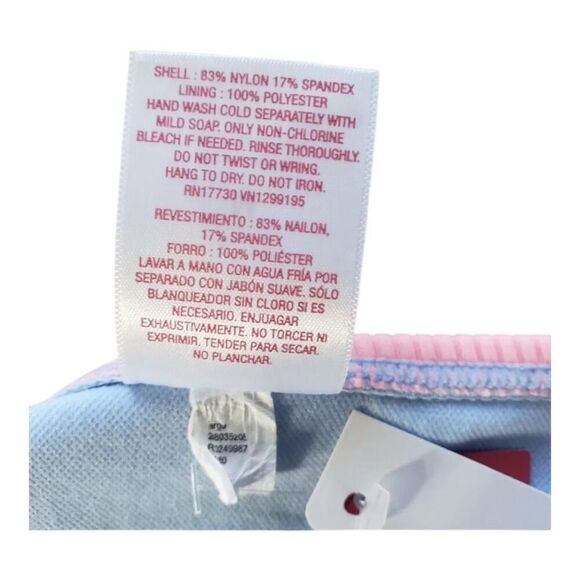 SHELL : 83% NYLON 17% SPANDEX
LINING : 100% POLYESTER
HAND WASH COLD SEPARATELY WITH
MILD SOAP. ONLY NON-CHLORINE
BLEACH IF NEEDED. RINSE THOROUGHLY.
DO NOT TWIST OR WRING.
HANG TO DRY. DO NOT IRON.
RN17730 VN1299195
REVESTIMIENTO : 83% NAILON,
17% SPANDEX
FORRO : 100% POLIÉSTER
LAVAR A MANO CON AGUA FRÍA POR
SEPARADO CON JABÓN SUAVE. SÓLO
BLANQUEADOR SIN CLORO SI ES
NECESARIO. ENJUAGAR
EXHAUSTIVAMENTE. NO TORCER NI
EXPRIMIR. TENDER PARA SECAR.
NO PLANCHAR.